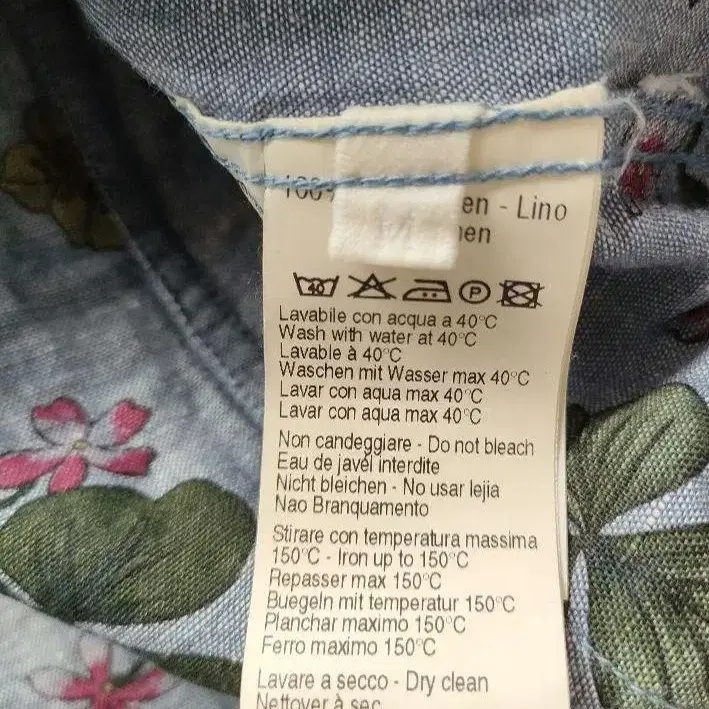 en - Lino
40 P
Lavabile con acqua a 40°C
Wash with water at 40°C
Lavable à 40°C
Waschen mit Wasser max 40°C
Lavar con aqua max 40°C
Lavar con aqua max 40°C
Non candeggiare - Do not bleach
Eau de javel interdite
Nicht bleichen - No usar lejia
Nao Branquamento
Stirare con temperatura massima
150°C - Iron up to 150°C
Repasser max 150°C
Buegeln mit temperatur 150°C
Planchar maximo 150°C
Ferro maximo 150°C
Lavare a secco - Dry clean
Nettoyer à sec